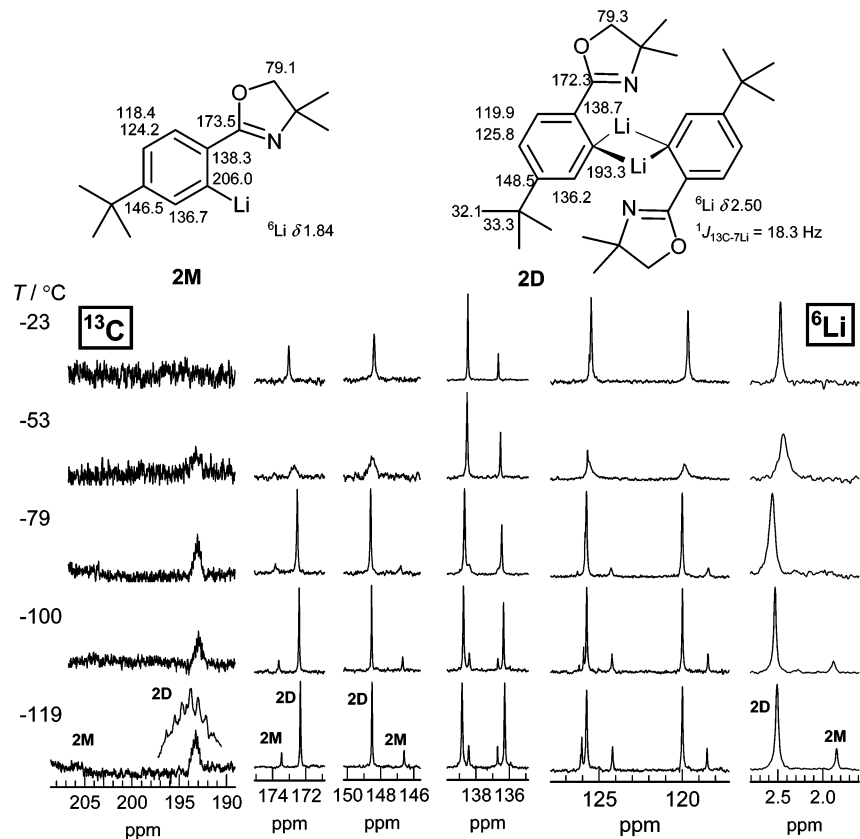 79.1
O
118.4
173.5
N
124.2
138.3
206.0
Li
146.5
136.7
⁶Li δ1.84
2M
79.3
O
172.3
N
119.9
138.7
125.8
Li
Li
193.3
148.5
136.2
32.1
33.3
N
O
⁶Li δ2.50
¹J13C-7Li = 18.3 Hz
2D
T / °C
¹³C
⁶Li
-23
-53
-79
-100
-119
2D
2M
2D
2M
2D
2M
2D
2M
205 200 195 190
174 172
150 148 146
138 136
125 120
2.5 2.0
ppm
ppm
ppm
ppm
ppm
ppm